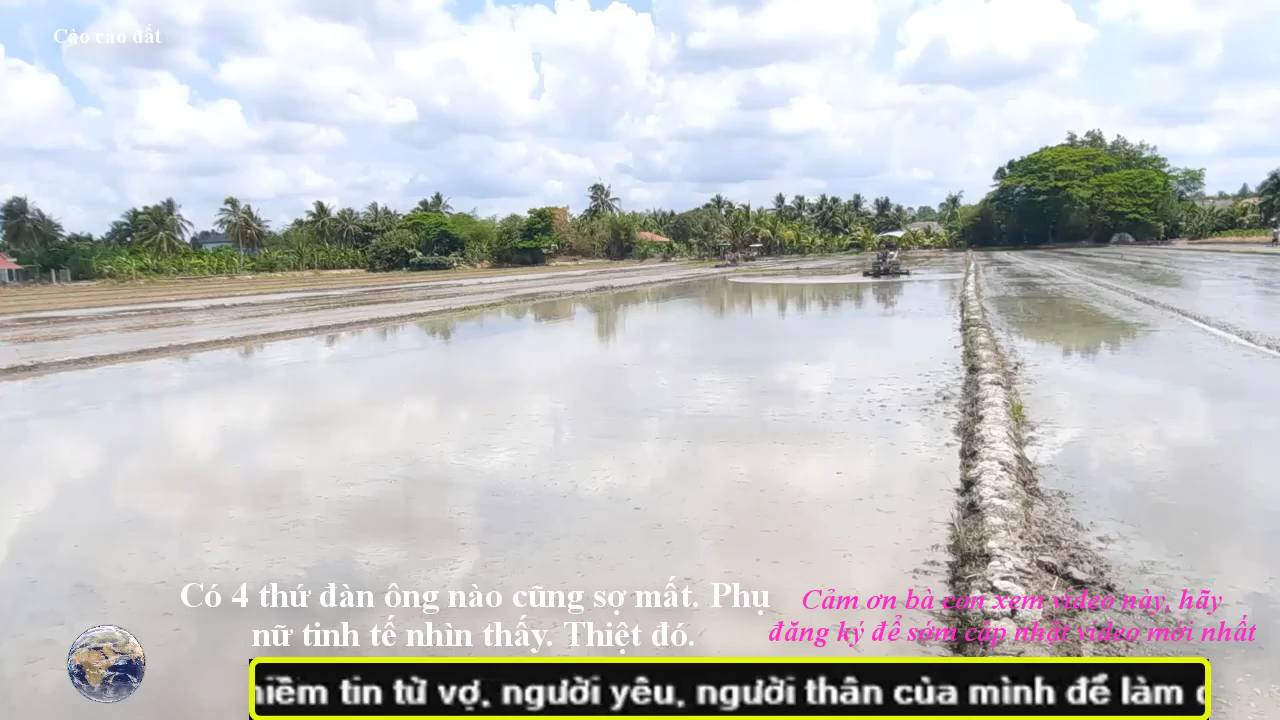 Cào cào đất
Có 4 thứ đàn ông nào cũng sợ mất. Phụ
nữ tinh tế nhìn thấy. Thiệt đó.
Cảm ơn bà con xem video này, hãy
đăng ký để sớm cập nhật video mới nhất
niềm tin từ vợ, người yêu, người thân của mình để làm